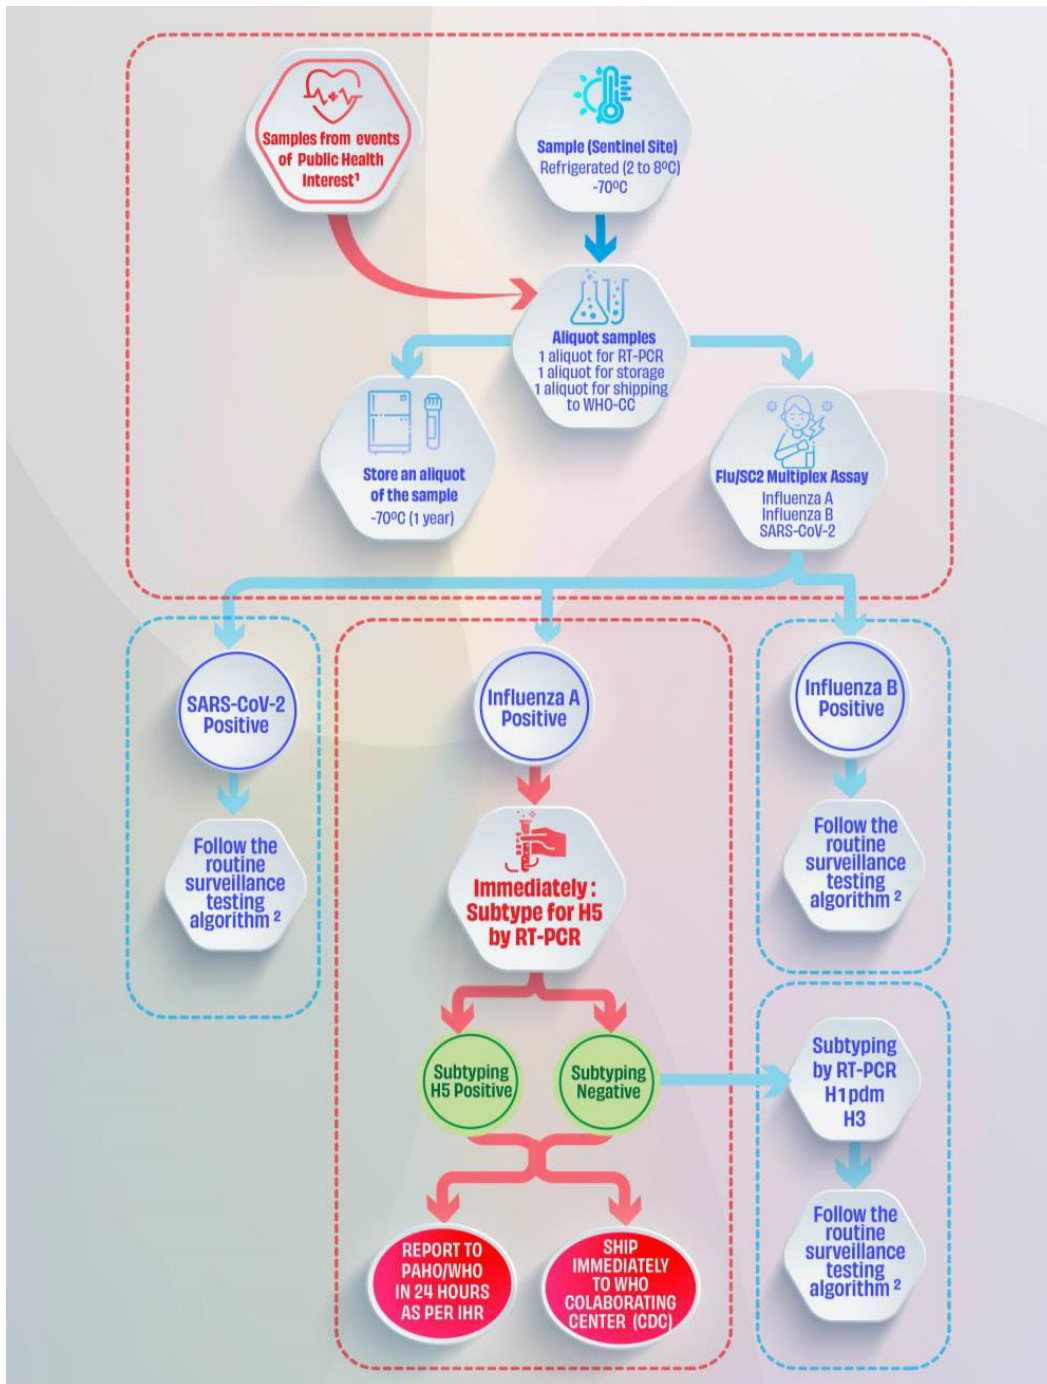 Samples from events
of Public Health
Interest¹
Sample (Sentinel Site)
Refrigerated (2 to 8ºC)
-70ºC
Aliquot samples
1 aliquot for RT-PCR
1 aliquot for storage
1 aliquot for shipping
to WHO-CC
Store an aliquot
of the sample
-70ºC (1 year)
Flu/SC2 Multiplex Assay
Influenza A
Influenza B
SARS-CoV-2
SARS-CoV-2
Positive
Influenza A
Positive
Influenza B
Positive
Follow the
routine
surveillance
testing
algorithm ²
Immediately :
Subtype for H5
by RT-PCR
Follow the
routine
surveillance
testing
algorithm ²
Subtyping
H5 Positive
Subtyping
Negative
Subtyping
by RT-PCR
H1pdm
H3
REPORT TO
PAHO/WHO
IN 24 HOURS
AS PER IHR
SHIP
IMMEDIATELY
TO WHO
COLABORATING
CENTER (CDC)
Follow the
routine
surveillance
testing
algorithm ²